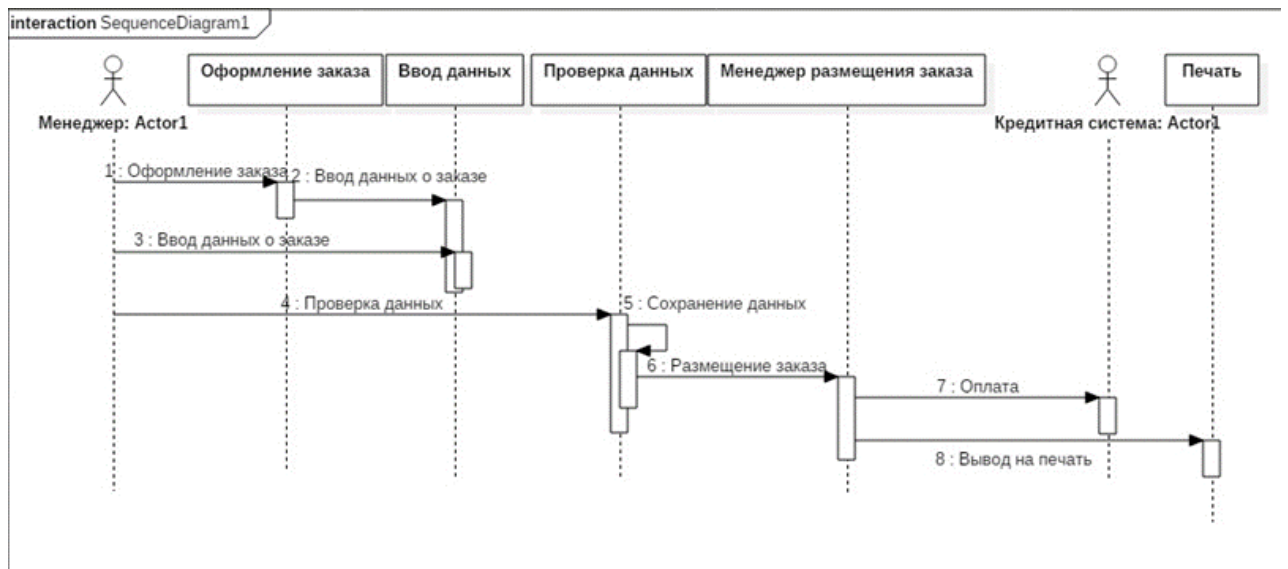 interaction SequenceDiagram1
Оформление заказа
Ввод данных
Проверка данных
Менеджер размещения заказа
Печать
Менеджер: Actor1
Кредитная система: Actor1
1 : Оформление заказа
2 : Ввод данных о заказе
3 : Ввод данных о заказе
4 : Проверка данных
5 : Сохранение данных
6 : Размещение заказа
7 : Оплата
8 : Вывод на печать